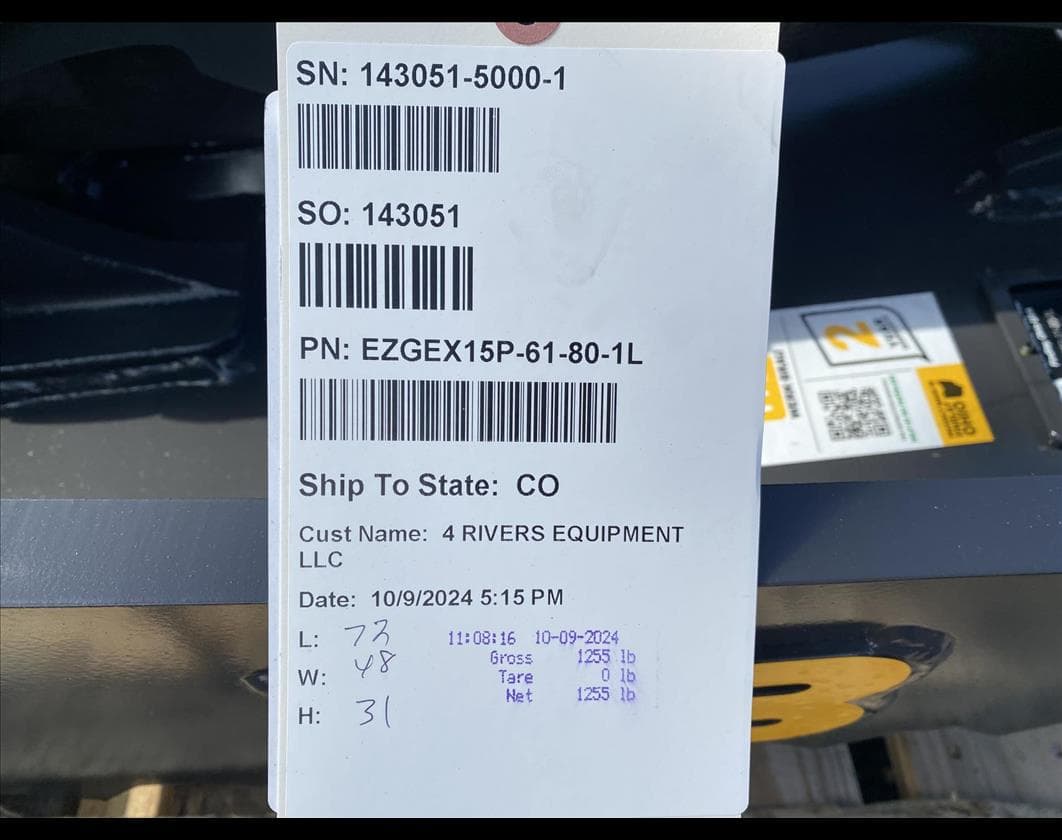 SN: 143051-5000-1
SO: 143051
PN: EZGEX15P-61-80-1L
Ship To State: CO
Cust Name: 4 RIVERS EQUIPMENT
LLC
Date: 10/9/2024 5:15 PM
L: 72
W: 48
H: 31
11:08:16 10-09-2024
Gross 1255 lb
Tare 0 lb
Net 1255 lb
2
YEAR